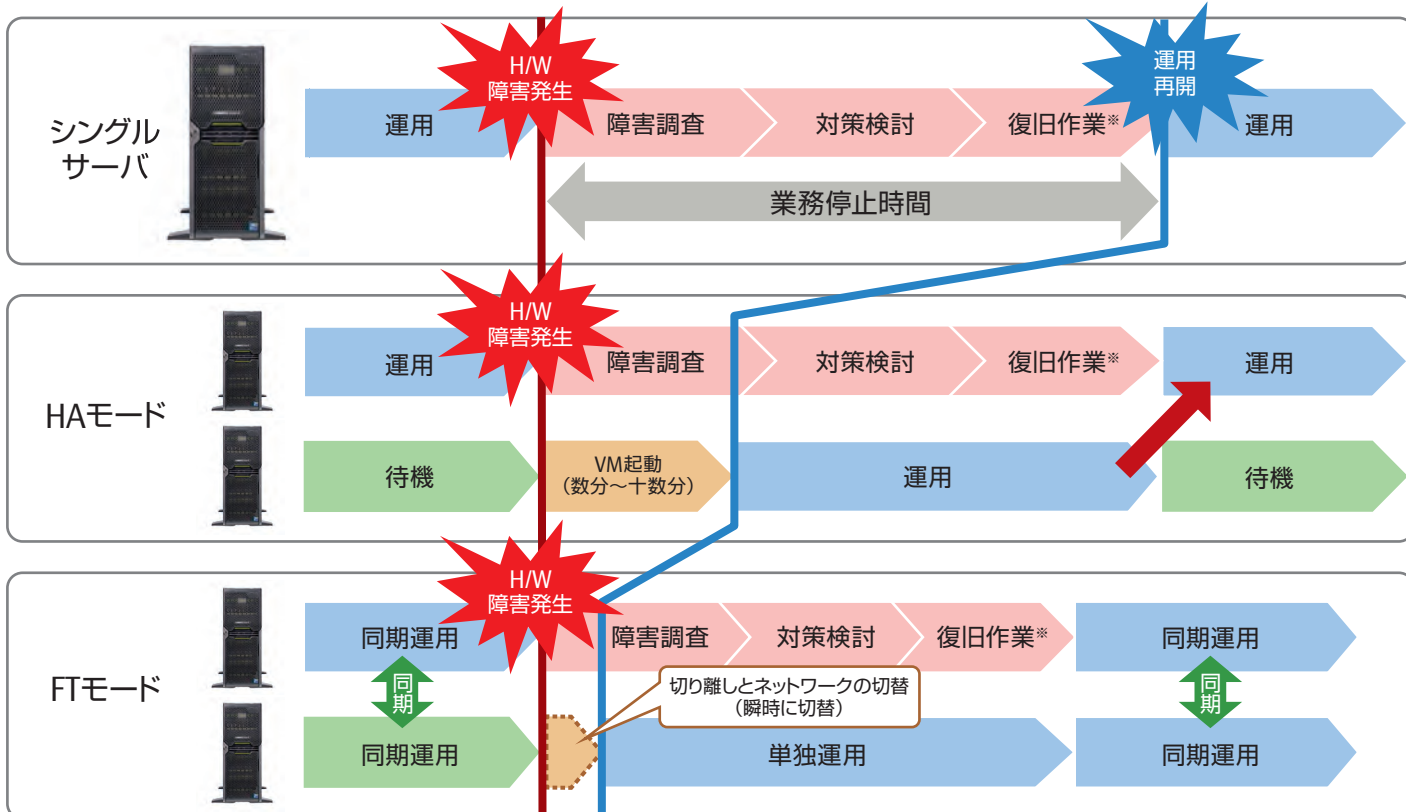 シングル
サーバ
運用
H/W
障害発生
障害調査
対策検討
復旧作業※
運用
再開
運用
業務停止時間
HAモード
運用
H/W
障害発生
障害調査
対策検討
復旧作業※
運用
待機
VM起動
（数分～十数分）
運用
待機
FTモード
同期運用
H/W
障害発生
障害調査
対策検討
復旧作業※
同期運用
同
期
切り離しとネットワークの切替
（瞬時に切替）
同
期
同期運用
単独運用
同期運用